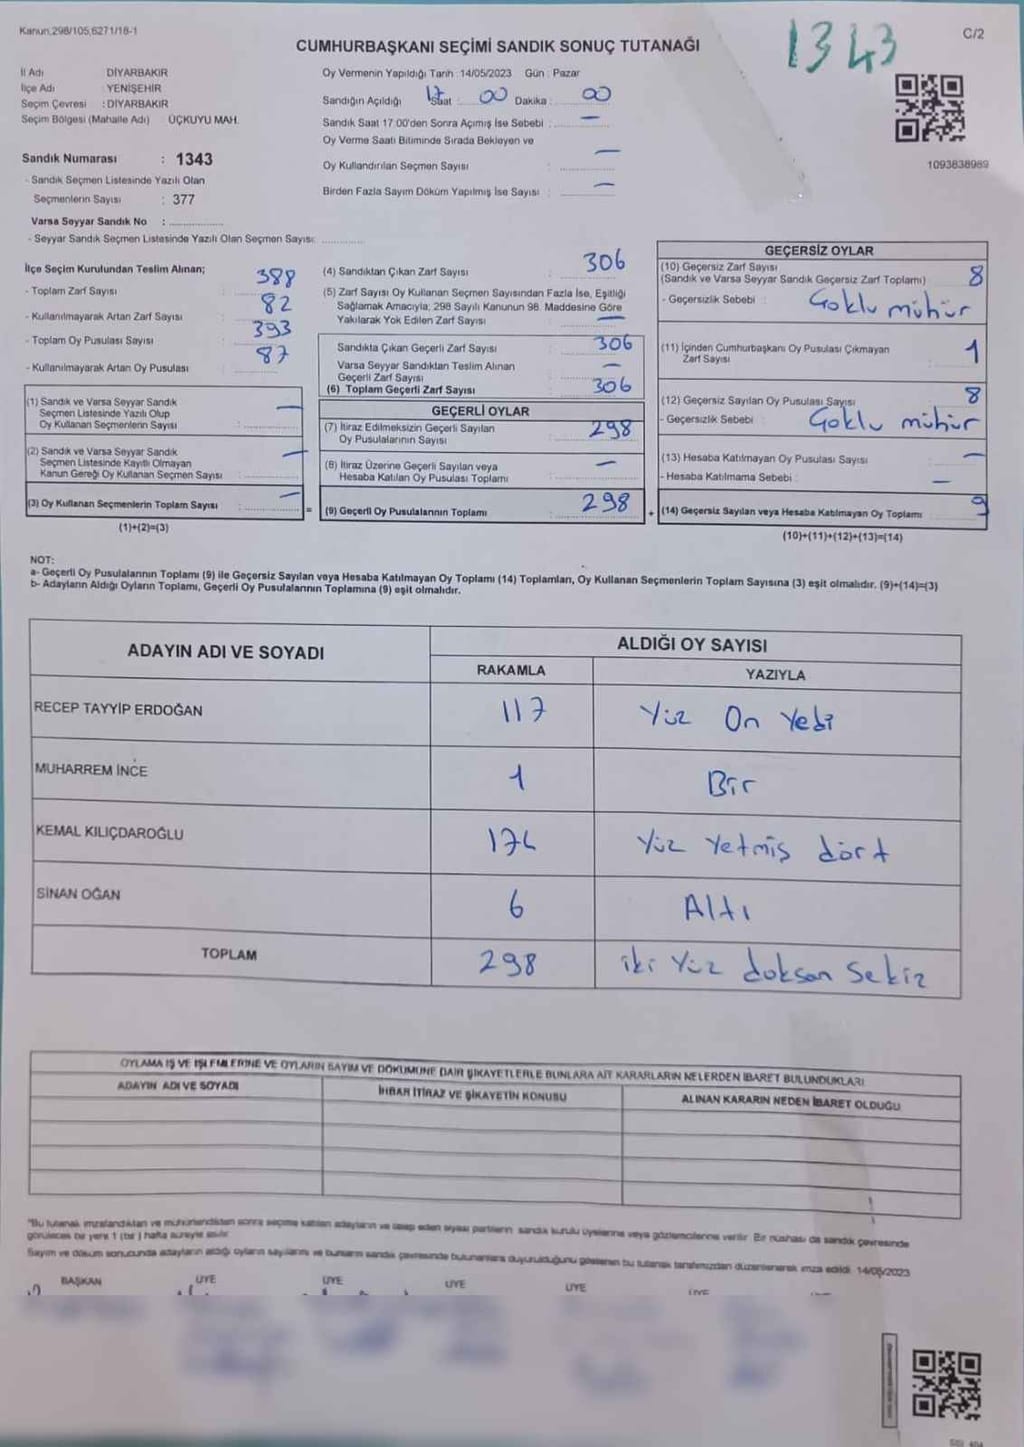 Kanun,298/105,6271/18-1
CUMHURBAŞKANI SEÇİMİ SANDIK SONUÇ TUTANAĞI
1343
C/2
İl Adı : DİYARBAKIR
İlçe Adı : YENİŞEHİR
Seçim Çevresi : DİYARBAKIR
Seçim Bölgesi (Mahalle Adı) ÜÇKUYU MAH.
Sandık Numarası : 1343
- Sandık Seçmen Listesinde Yazılı Olan
Seçmenlerin Sayısı : 377
Varsa Seyyar Sandık No : ...............
- Seyyar Sandık Seçmen Listesinde Yazılı Olan Seçmen Sayısı: ............
Oy Vermenin Yapıldığı Tarih : 14/05/2023 Gün : Pazar
Sandığın Açıldığı 17 Saat : 00 Dakika : 00
Sandık Saat 17:00'den Sonra Açımış İse Sebebi : —
Oy Verme Saati Bitiminde Sırada Bekleyen ve
Oy Kullandırılan Seçmen Sayısı : —
Birden Fazla Sayım Döküm Yapılmış İse Sayısı : —
1093838989
İlçe Seçim Kurulundan Teslim Alınan;
- Toplam Zarf Sayısı : 388
- Kullanılmayarak Artan Zarf Sayısı : 82
- Toplam Oy Pusulası Sayısı : 393
- Kullanılmayarak Artan Oy Pusulası : 87
(1) Sandık ve Varsa Seyyar Sandık
Seçmen Listesinde Yazılı Olup
Oy Kullanan Seçmenlerin Sayısı : —
(2) Sandık ve Varsa Seyyar Sandık
Seçmen Listesinde Kayıtlı Olmayan
Kanun Gereği Oy Kullanan Seçmen Sayısı : —
(3) Oy Kullanan Seçmenlerin Toplam Sayısı : —
(1)+(2)=(3)
(4) Sandıktan Çıkan Zarf Sayısı : 306
(5) Zarf Sayısı Oy Kullanan Seçmen Sayısından Fazla İse, Eşitliği
Sağlamak Amacıyla; 298 Sayılı Kanunun 98. Maddesine Göre
Yakılarak Yok Edilen Zarf Sayısı : —
Sandıkta Çıkan Geçerli Zarf Sayısı : 306
Varsa Seyyar Sandıktan Teslim Alınan
Geçerli Zarf Sayısı : —
(6) Toplam Geçerli Zarf Sayısı : 306
GEÇERLİ OYLAR
(7) İtiraz Edilmeksizin Geçerli Sayılan
Oy Pusulalarının Sayısı : 298
(8) İtiraz Üzerine Geçerli Sayılan veya
Hesaba Katılan Oy Pusulası Toplamı : —
= (9) Geçerli Oy Pusulalarının Toplamı : 298
GEÇERSİZ OYLAR
(10) Geçersiz Zarf Sayısı
(Sandık ve Varsa Seyyar Sandık Geçersiz Zarf Toplamı) : 8
- Geçersizlik Sebebi : Goklu mühür
(11) İçinden Cumhurbaşkanı Oy Pusulası Çıkmayan
Zarf Sayısı : 1
(12) Geçersiz Sayılan Oy Pusulası Sayısı : 8
- Geçersizlik Sebebi : Goklu mühür
(13) Hesaba Katılmayan Oy Pusulası Sayısı : —
- Hesaba Katılmama Sebebi : —
+ (14) Geçersiz Sayılan veya Hesaba Katılmayan Oy Toplamı : 9
(10)+(11)+(12)+(13)=(14)
NOT:
a- Geçerli Oy Pusulalarının Toplamı (9) ile Geçersiz Sayılan veya Hesaba Katılmayan Oy Toplamı (14) Toplamları, Oy Kullanan Seçmenlerin Toplam Sayısına (3) eşit olmalıdır. (9)+(14)=(3)
b- Adayların Aldığı Oyların Toplamı, Geçerli Oy Pusulalarının Toplamına (9) eşit olmalıdır.
ADAYIN ADI VE SOYADI
ALDIĞI OY SAYISI
RAKAMLA YAZIYLA
RECEP TAYYİP ERDOĞAN 117 Yüz On Yedi
MUHARREM İNCE 1 Bir
KEMAL KILIÇDAROĞLU 174 Yüz Yetmiş dört
SİNAN OĞAN 6 Altı
TOPLAM 298 iki Yüz doksan Sekiz
OYLAMA İŞ VE İŞLEMLERİNE VE OYLARIN SAYIM VE DÖKÜMÜNE DAİR ŞİKAYETLERLE BUNLARA AİT KARARLARIN NELERDEN İBARET BULUNDUKLARI
ADAYIN ADI VE SOYADI İHBAR İTİRAZ VE ŞİKAYETİN KONUSU ALINAN KARARIN NEDEN İBARET OLDUĞU
*Bu tutanak imzalandıktan ve mühürlendikten sonra seçime katılan adayların ve talep eden siyasi partilerin sandık kurulu üyelerine veya gözlemcilerine verilir. Bir nüshası da sandık çevresinde
görülecek bir yere 1 (bir) hafta süreyle asılır.
Sayım ve döküm sonucunda adayların aldığı oyların sayılarını ve bunların sandık çevresinde bulunanlara duyurulduğunu gösteren bu tutanak tarafımızdan düzenlenerek imza edildi. 14/05/2023
BAŞKAN ÜYE ÜYE ÜYE ÜYE ÜYE